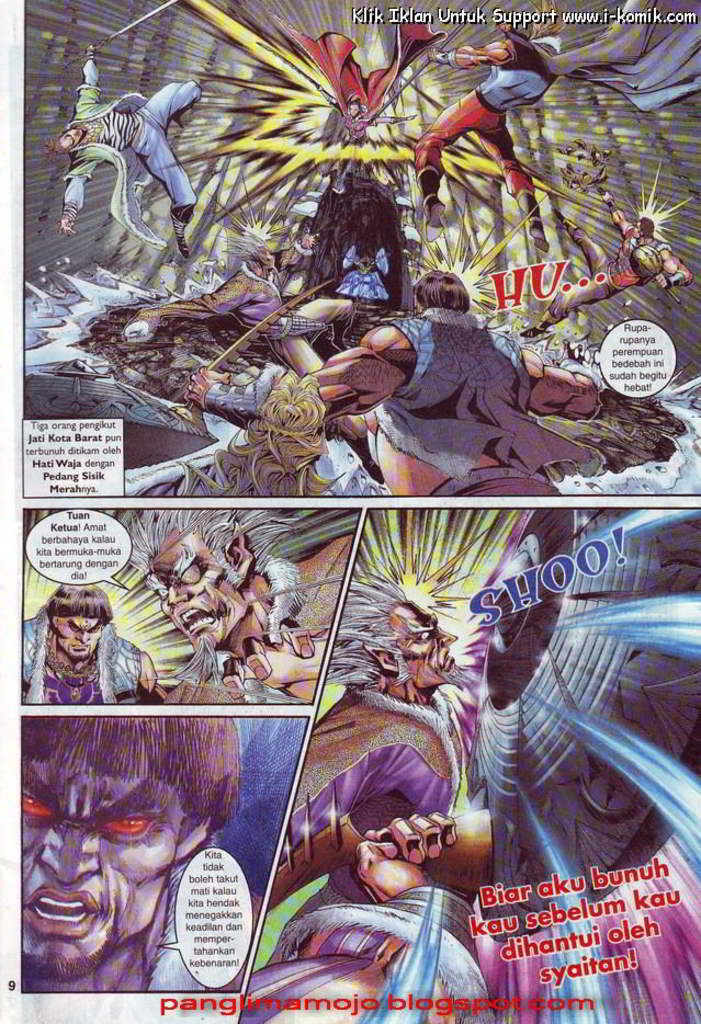 Klik Iklan Untuk Support www.i-komik.com
HU...
Rupa-
rupanya
perempuan
bedebah ini
sudah begitu
hebat!
Tiga orang pengikut
Jati Kota Barat pun
terbunuh ditikam oleh
Hati Waja dengan
Pedang Sisik
Merahnya.
Tuan
Ketua! Amat
berbahaya kalau
kita bermuka-muka
bertarung dengan
dia!
SHOO!
Kita
tidak
boleh takut
mati kalau
kita hendak
menegakkan
keadilan dan
memper-
tahankan
kebenaran!
Biar aku bunuh
kau sebelum kau
dihantui oleh
syaitan!
9
panglimamojo.blogspot.com